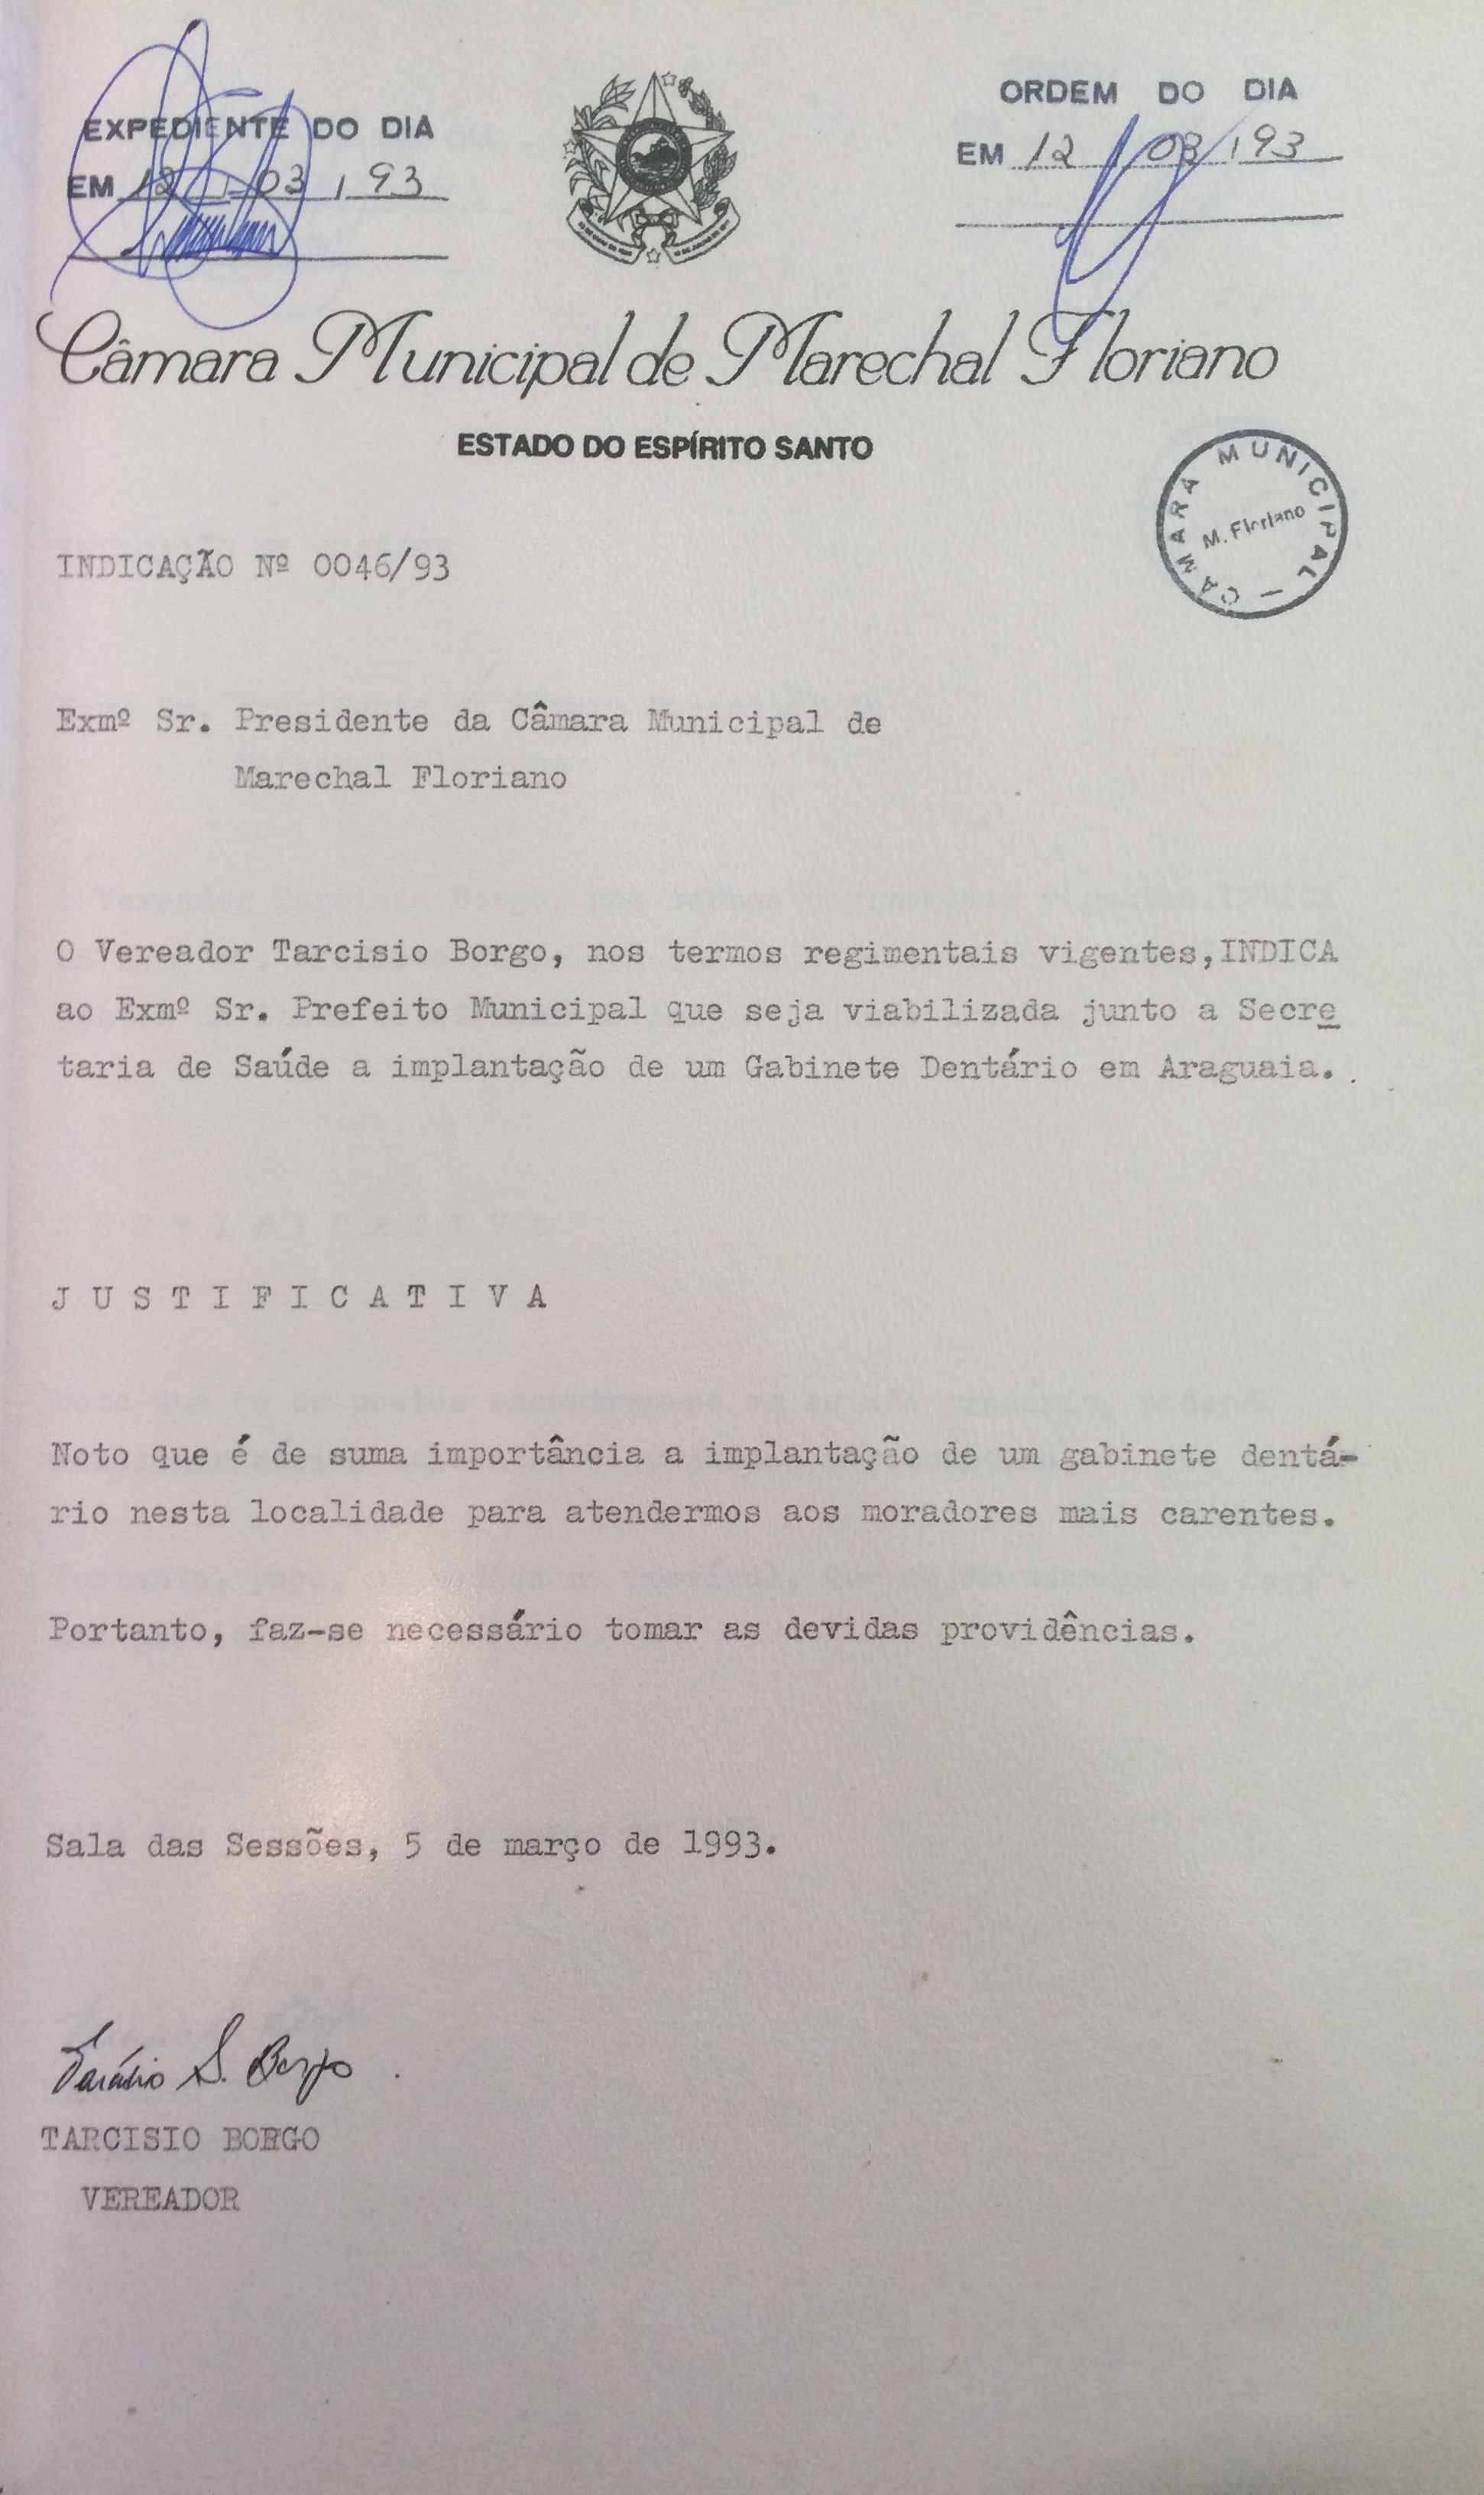 EXPEDIENTE DO DIA
EM 12 / 03 / 93
ORDEM DO DIA
EM 12 / 03 / 93
Câmara Municipal de Marechal Floriano
ESTADO DO ESPÍRITO SANTO
CAMARA MUNICIPAL —
M. Floriano
INDICAÇÃO Nº 0046/93
Exmº Sr. Presidente da Câmara Municipal de
Marechal Floriano
O Vereador Tarcisio Borgo, nos termos regimentais vigentes,INDICA
ao Exmº Sr. Prefeito Municipal que seja viabilizada junto a Secre
taria de Saúde a implantação de um Gabinete Dentário em Araguaia.
J U S T I F I C A T I V A
Noto que é de suma importância a implantação de um gabinete dentá-
rio nesta localidade para atendermos aos moradores mais carentes.
Portanto, faz-se necessário tomar as devidas providências.
Sala das Sessões, 5 de março de 1993.
Tarcísio S. Borgo
TARCISIO BORGO
VEREADOR